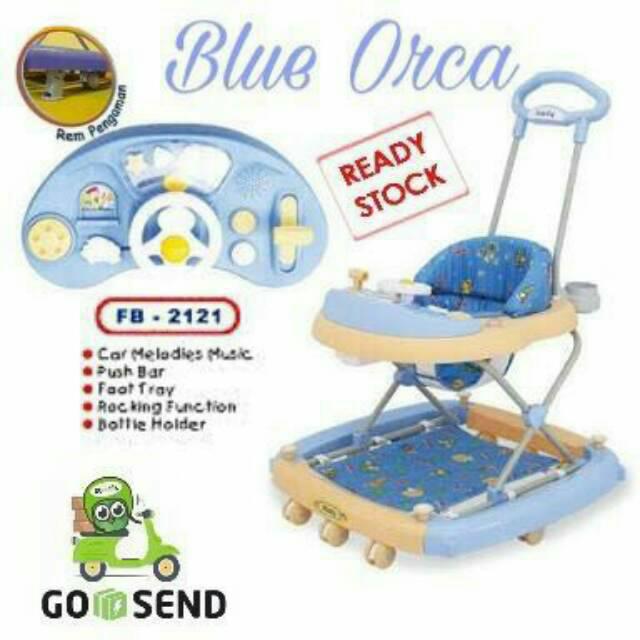 Blue Orca
Rem Pengaman
READY
STOCK
FB - 2121
Car Melodies Music
Push Bar
Foot Tray
Rocking Function
Bottle Holder
GO SEND